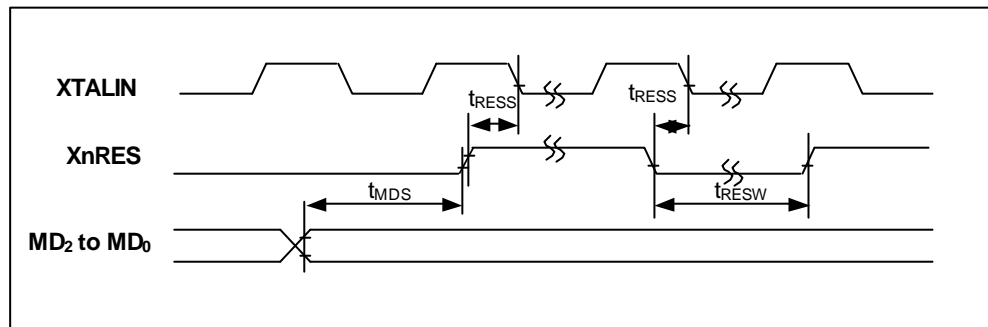 XTALIN
tRESS
tRESS
XnRES
tMDS
tRESW
MD2 to MD0